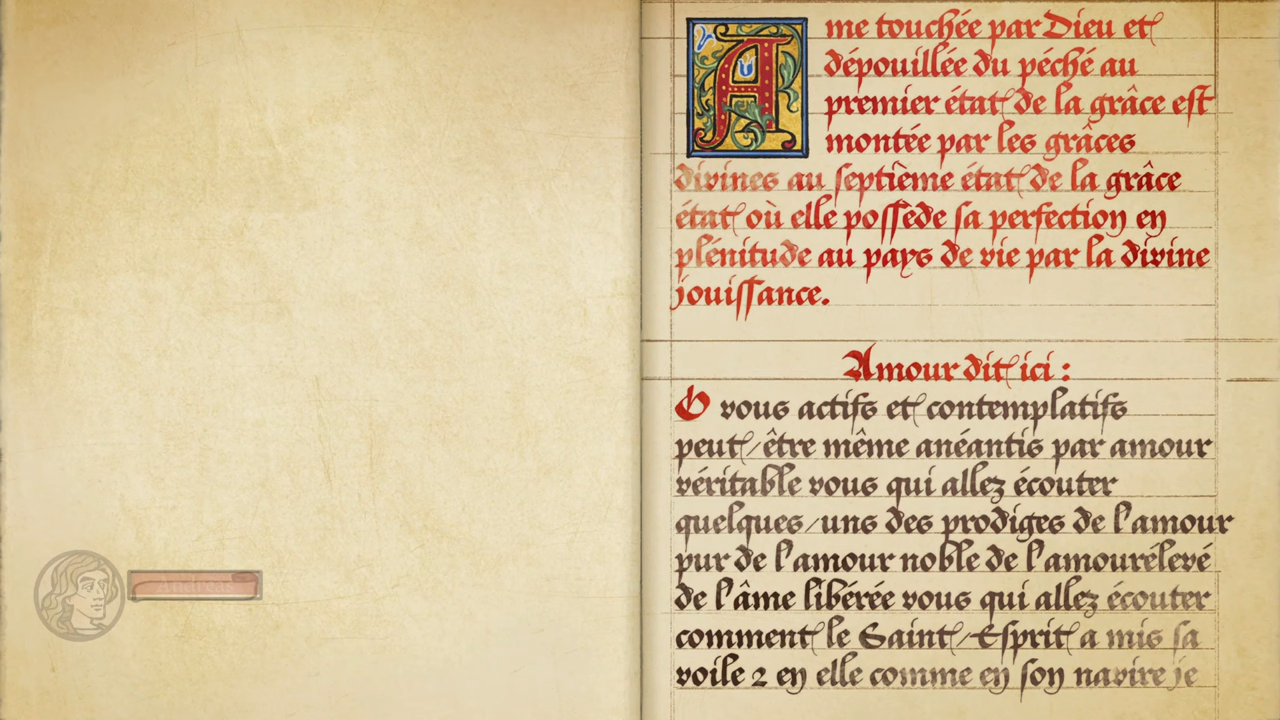 Andreas
Ame touchée par Dieu et
dépouillée du péché au
premier état de la grâce est
montée par les grâces
divines au septième état de la grâce
état où elle possède sa perfection en
plénitude au pays de vie par la divine
jouissance.
Amour dit ici :
O vous actifs et contemplatifs
peut-être même anéantis par amour
véritable vous qui allez écouter
quelques-uns des prodiges de l'amour
pur de l'amour noble de l'amourélevé
de l'âme libérée vous qui allez écouter
comment le Saint-Esprit a mis sa
voile 2 en elle comme en son navire je